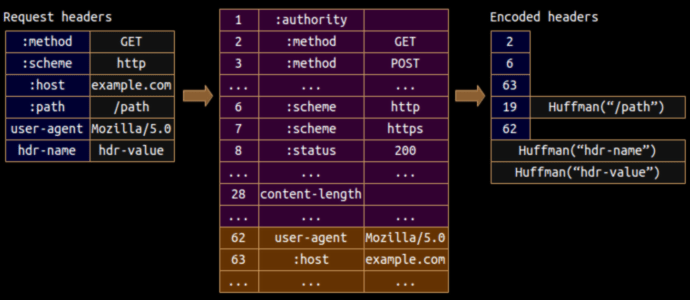 Request headers
:method GET
:scheme http
:host example.com
:path /path
user-agent Mozilla/5.0
hdr-name hdr-value
1 :authority
2 :method GET
3 :method POST
... ... ...
6 :scheme http
7 :scheme https
8 :status 200
... ... ...
28 content-length
... ... ...
62 user-agent Mozilla/5.0
63 :host example.com
... ... ...
Encoded headers
2
6
63
19 Huffman(“/path”)
62
Huffman(“hdr-name”)
Huffman(“hdr-value”)